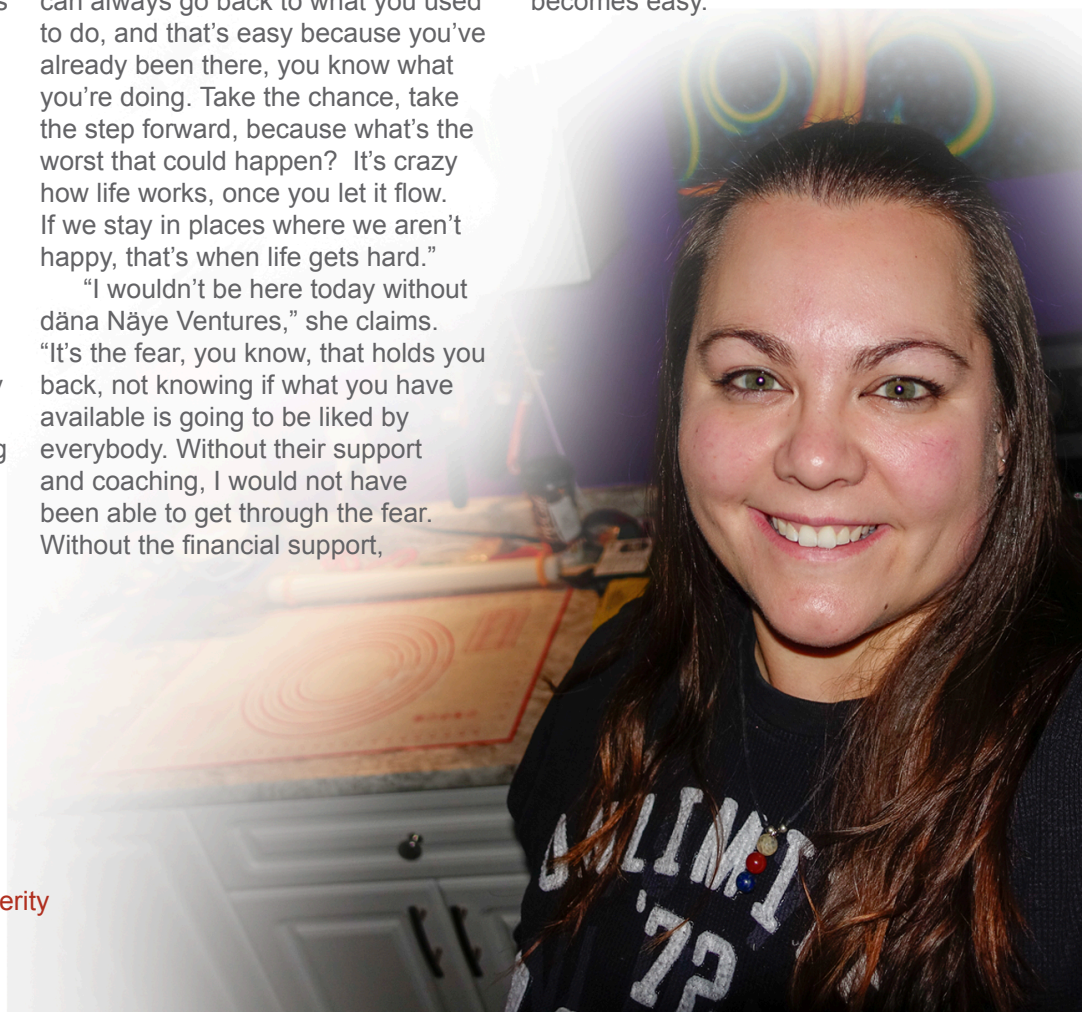 s
can always go back to what you used
to do, and that’s easy because you’ve
already been there, you know what
you’re doing. Take the chance, take
the step forward, because what’s the
worst that could happen?  It’s crazy
how life works, once you let it flow.
If we stay in places where we aren’t
happy, that’s when life gets hard.”
“I wouldn’t be here today without
däna Näye Ventures,” she claims.
“It’s the fear, you know, that holds you
back, not knowing if what you have
available is going to be liked by
everybody. Without their support
and coaching, I would not have
been able to get through the fear.
Without the financial support,
becomes easy.
y
g
erity
'72